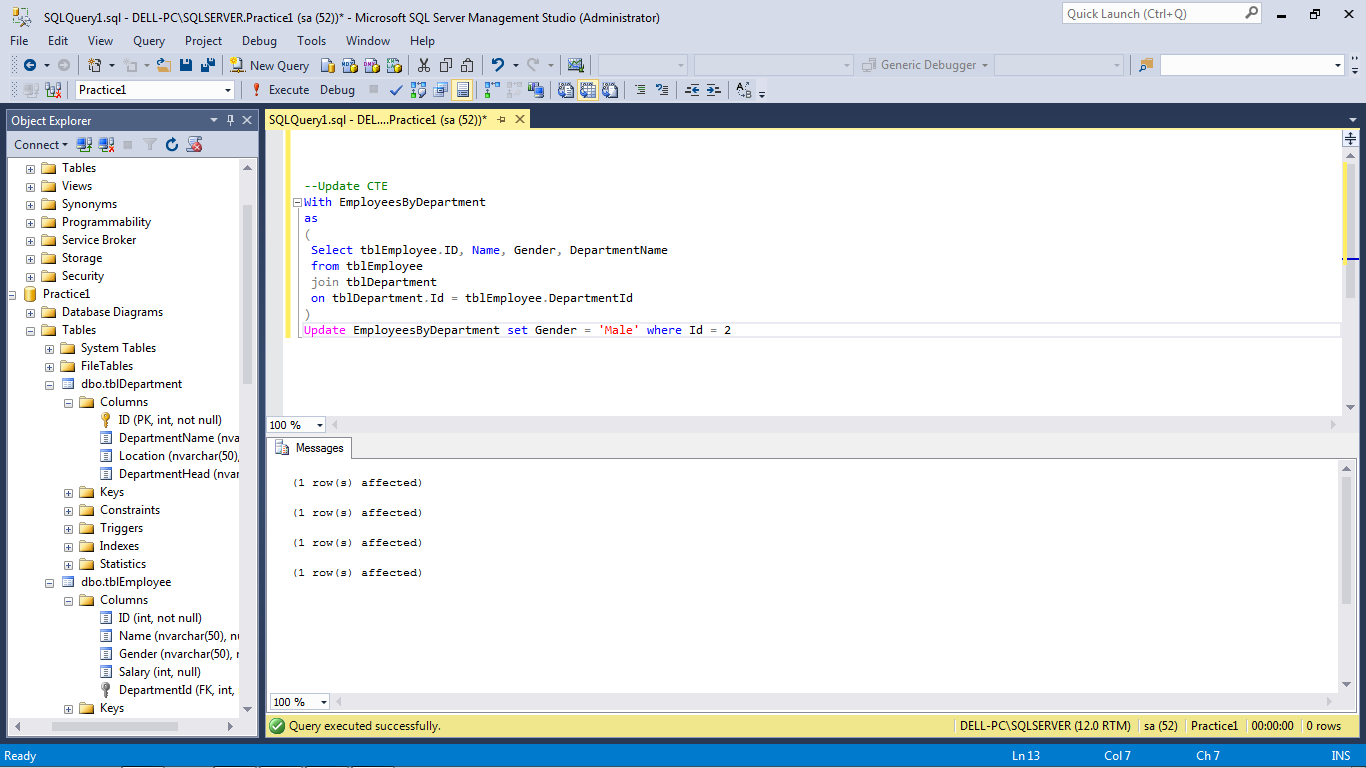 SQLQuery1.sql - DELL-PC\SQLSERVER.Practice1 (sa (52))* - Microsoft SQL Server Management Studio (Administrator)
Quick Launch (Ctrl+Q)
File Edit View Query Project Debug Tools Window Help
New Query
Generic Debugger
Practice1
Execute Debug
Object Explorer
Connect
Tables
Views
Synonyms
Programmability
Service Broker
Storage
Security
Practice1
Database Diagrams
Tables
System Tables
FileTables
dbo.tblDepartment
Columns
ID (PK, int, not null)
DepartmentName (nva
Location (nvarchar(50),
DepartmentHead (nvar
Keys
Constraints
Triggers
Indexes
Statistics
dbo.tblEmployee
Columns
ID (int, not null)
Name (nvarchar(50), nu
Gender (nvarchar(50), n
Salary (int, null)
DepartmentId (FK, int,
Keys
SQLQuery1.sql - DEL....Practice1 (sa (52))*
--Update CTE
With EmployeesByDepartment
as
(
Select tblEmployee.ID, Name, Gender, DepartmentName
from tblEmployee
join tblDepartment
on tblDepartment.Id = tblEmployee.DepartmentId
)
Update EmployeesByDepartment set Gender = 'Male' where Id = 2
100 %
Messages
(1 row(s) affected)
(1 row(s) affected)
(1 row(s) affected)
(1 row(s) affected)
100 %
Query executed successfully.
DELL-PC\SQLSERVER (12.0 RTM) sa (52) Practice1 00:00:00 0 rows
Ready
Ln 13 Col 7 Ch 7 INS